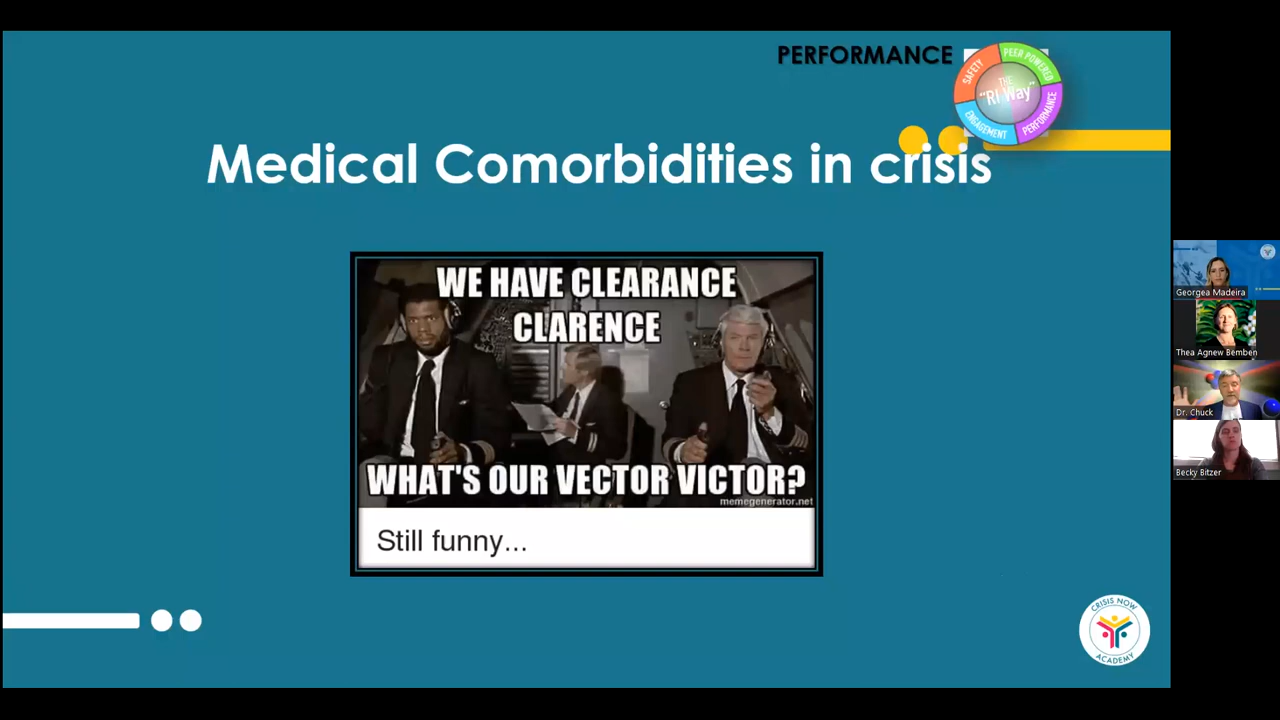 PERFORMANCE
SAFETY
PEER POWERED
THE
"RI Way"
ENGAGEMENT
PERFORMANCE
Medical Comorbidities in crisis
WE HAVE CLEARANCE
CLARENCE
WHAT'S OUR VECTOR VICTOR?
memegenerator.net
Still funny...
CRISIS NOW
ACADEMY
Georgea Madeira
Thea Agnew Bemben
Dr. Chuck
Becky Bitzer